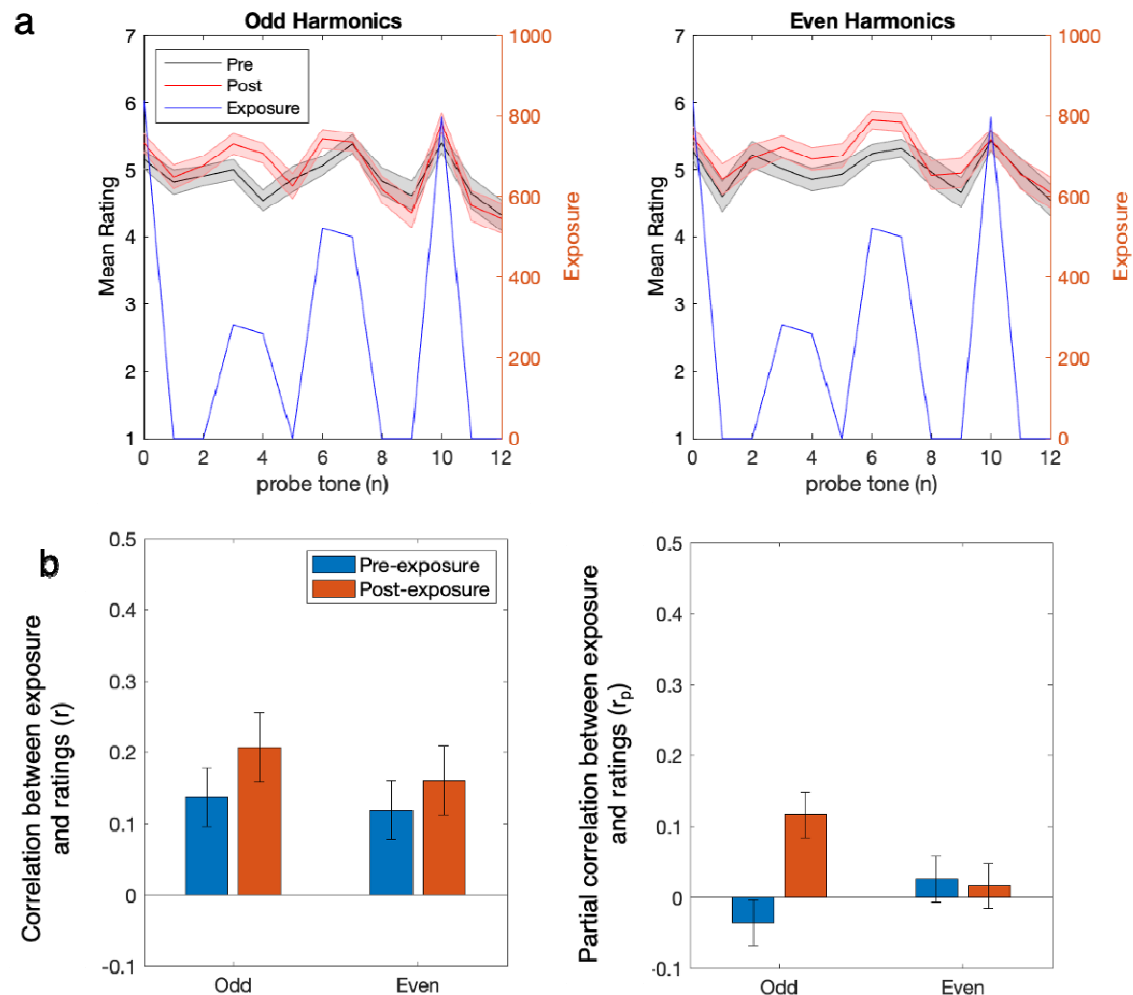 a
Odd Harmonics
Mean Rating
7
6
5
4
3
2
1
Pre
Post
Exposure
1000
800
600
400
200
0
Exposure
0 2 4 6 8 10 12
probe tone (n)
Even Harmonics
Mean Rating
7
6
5
4
3
2
1
1000
800
600
400
200
0
Exposure
0 2 4 6 8 10 12
probe tone (n)
b
Correlation between exposure
and ratings (r)
0.5
0.4
0.3
0.2
0.1
0
-0.1
Pre-exposure
Post-exposure
Odd Even
Partial correlation between exposure
and ratings (rp)
0.5
0.4
0.3
0.2
0.1
0
-0.1
Odd Even